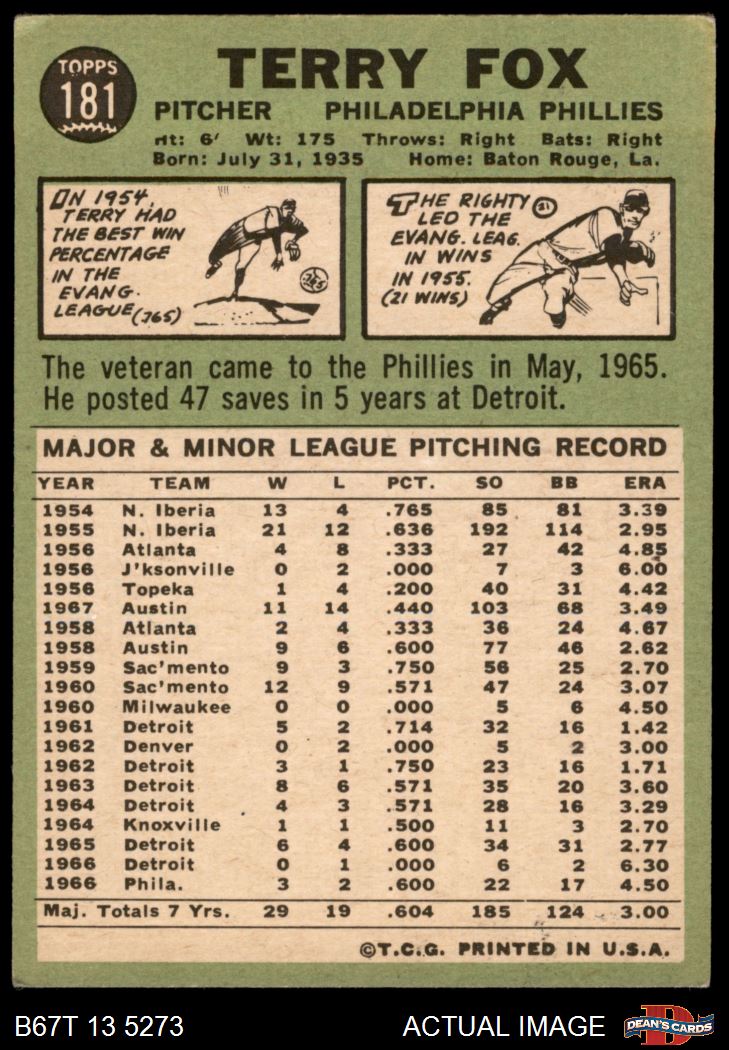 TOPPS
181
TERRY FOX
PITCHER PHILADELPHIA PHILLIES
Ht: 6' Wt: 175 Throws: Right Bats: Right
Born: July 31, 1935 Home: Baton Rouge, La.
IN 1954,
TERRY HAD
THE BEST WIN
PERCENTAGE
IN THE
EVANG.
LEAGUE (.765)
.765
THE RIGHTY
LED THE
EVANG. LEAG.
IN WINS
IN 1955.
(21 WINS)
21
The veteran came to the Phillies in May, 1965.
He posted 47 saves in 5 years at Detroit.
MAJOR & MINOR LEAGUE PITCHING RECORD
YEAR TEAM W L PCT. SO BB ERA
1954 N. Iberia 13 4 .765 85 81 3.39
1955 N. Iberia 21 12 .636 192 114 2.95
1956 Atlanta 4 8 .333 27 42 4.85
1956 J'ksonville 0 2 .000 7 3 6.00
1956 Topeka 1 4 .200 40 31 4.42
1967 Austin 11 14 .440 103 68 3.49
1958 Atlanta 2 4 .333 36 24 4.67
1958 Austin 9 6 .600 77 46 2.62
1959 Sac'mento 9 3 .750 56 25 2.70
1960 Sac'mento 12 9 .571 47 24 3.07
1960 Milwaukee 0 0 .000 5 6 4.50
1961 Detroit 5 2 .714 32 16 1.42
1962 Denver 0 2 .000 5 2 3.00
1962 Detroit 3 1 .750 23 16 1.71
1963 Detroit 8 6 .571 35 20 3.60
1964 Detroit 4 3 .571 28 16 3.29
1964 Knoxville 1 1 .500 11 3 2.70
1965 Detroit 6 4 .600 34 31 2.77
1966 Detroit 0 1 .000 6 2 6.30
1966 Phila. 3 2 .600 22 17 4.50
Maj. Totals 7 Yrs. 29 19 .604 185 124 3.00
©T.C.G. PRINTED IN U.S.A.
B67T 13 5273 ACTUAL IMAGE
D
DEAN'S CARDS